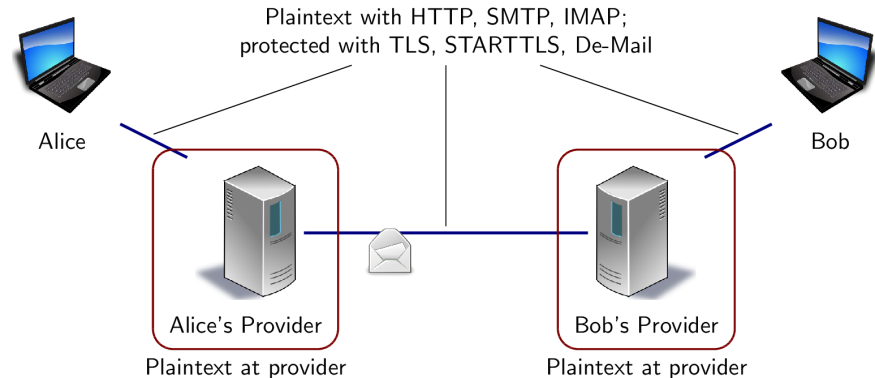 Plaintext with HTTP, SMTP, IMAP;
protected with TLS, STARTTLS, De-Mail
Alice
Bob
Alice's Provider
Bob's Provider
Plaintext at provider
Plaintext at provider